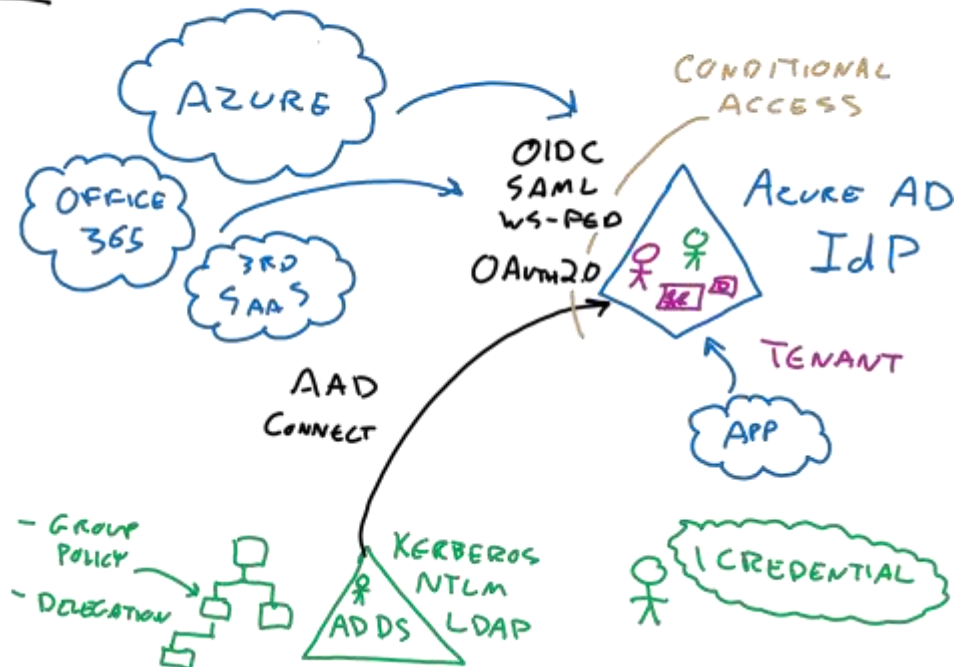 AZURE
OFFICE
365
3RD
SAAS
CONDITIONAL
ACCESS
OIDC
SAML
WS-FED
OAUTH2.0
AZURE AD
IdP
TENANT
APP
AAD
CONNECT
- GROUP
POLICY
- DELEGATION
KERBEROS
NTLM
LDAP
ADDS
1 CREDENTIAL